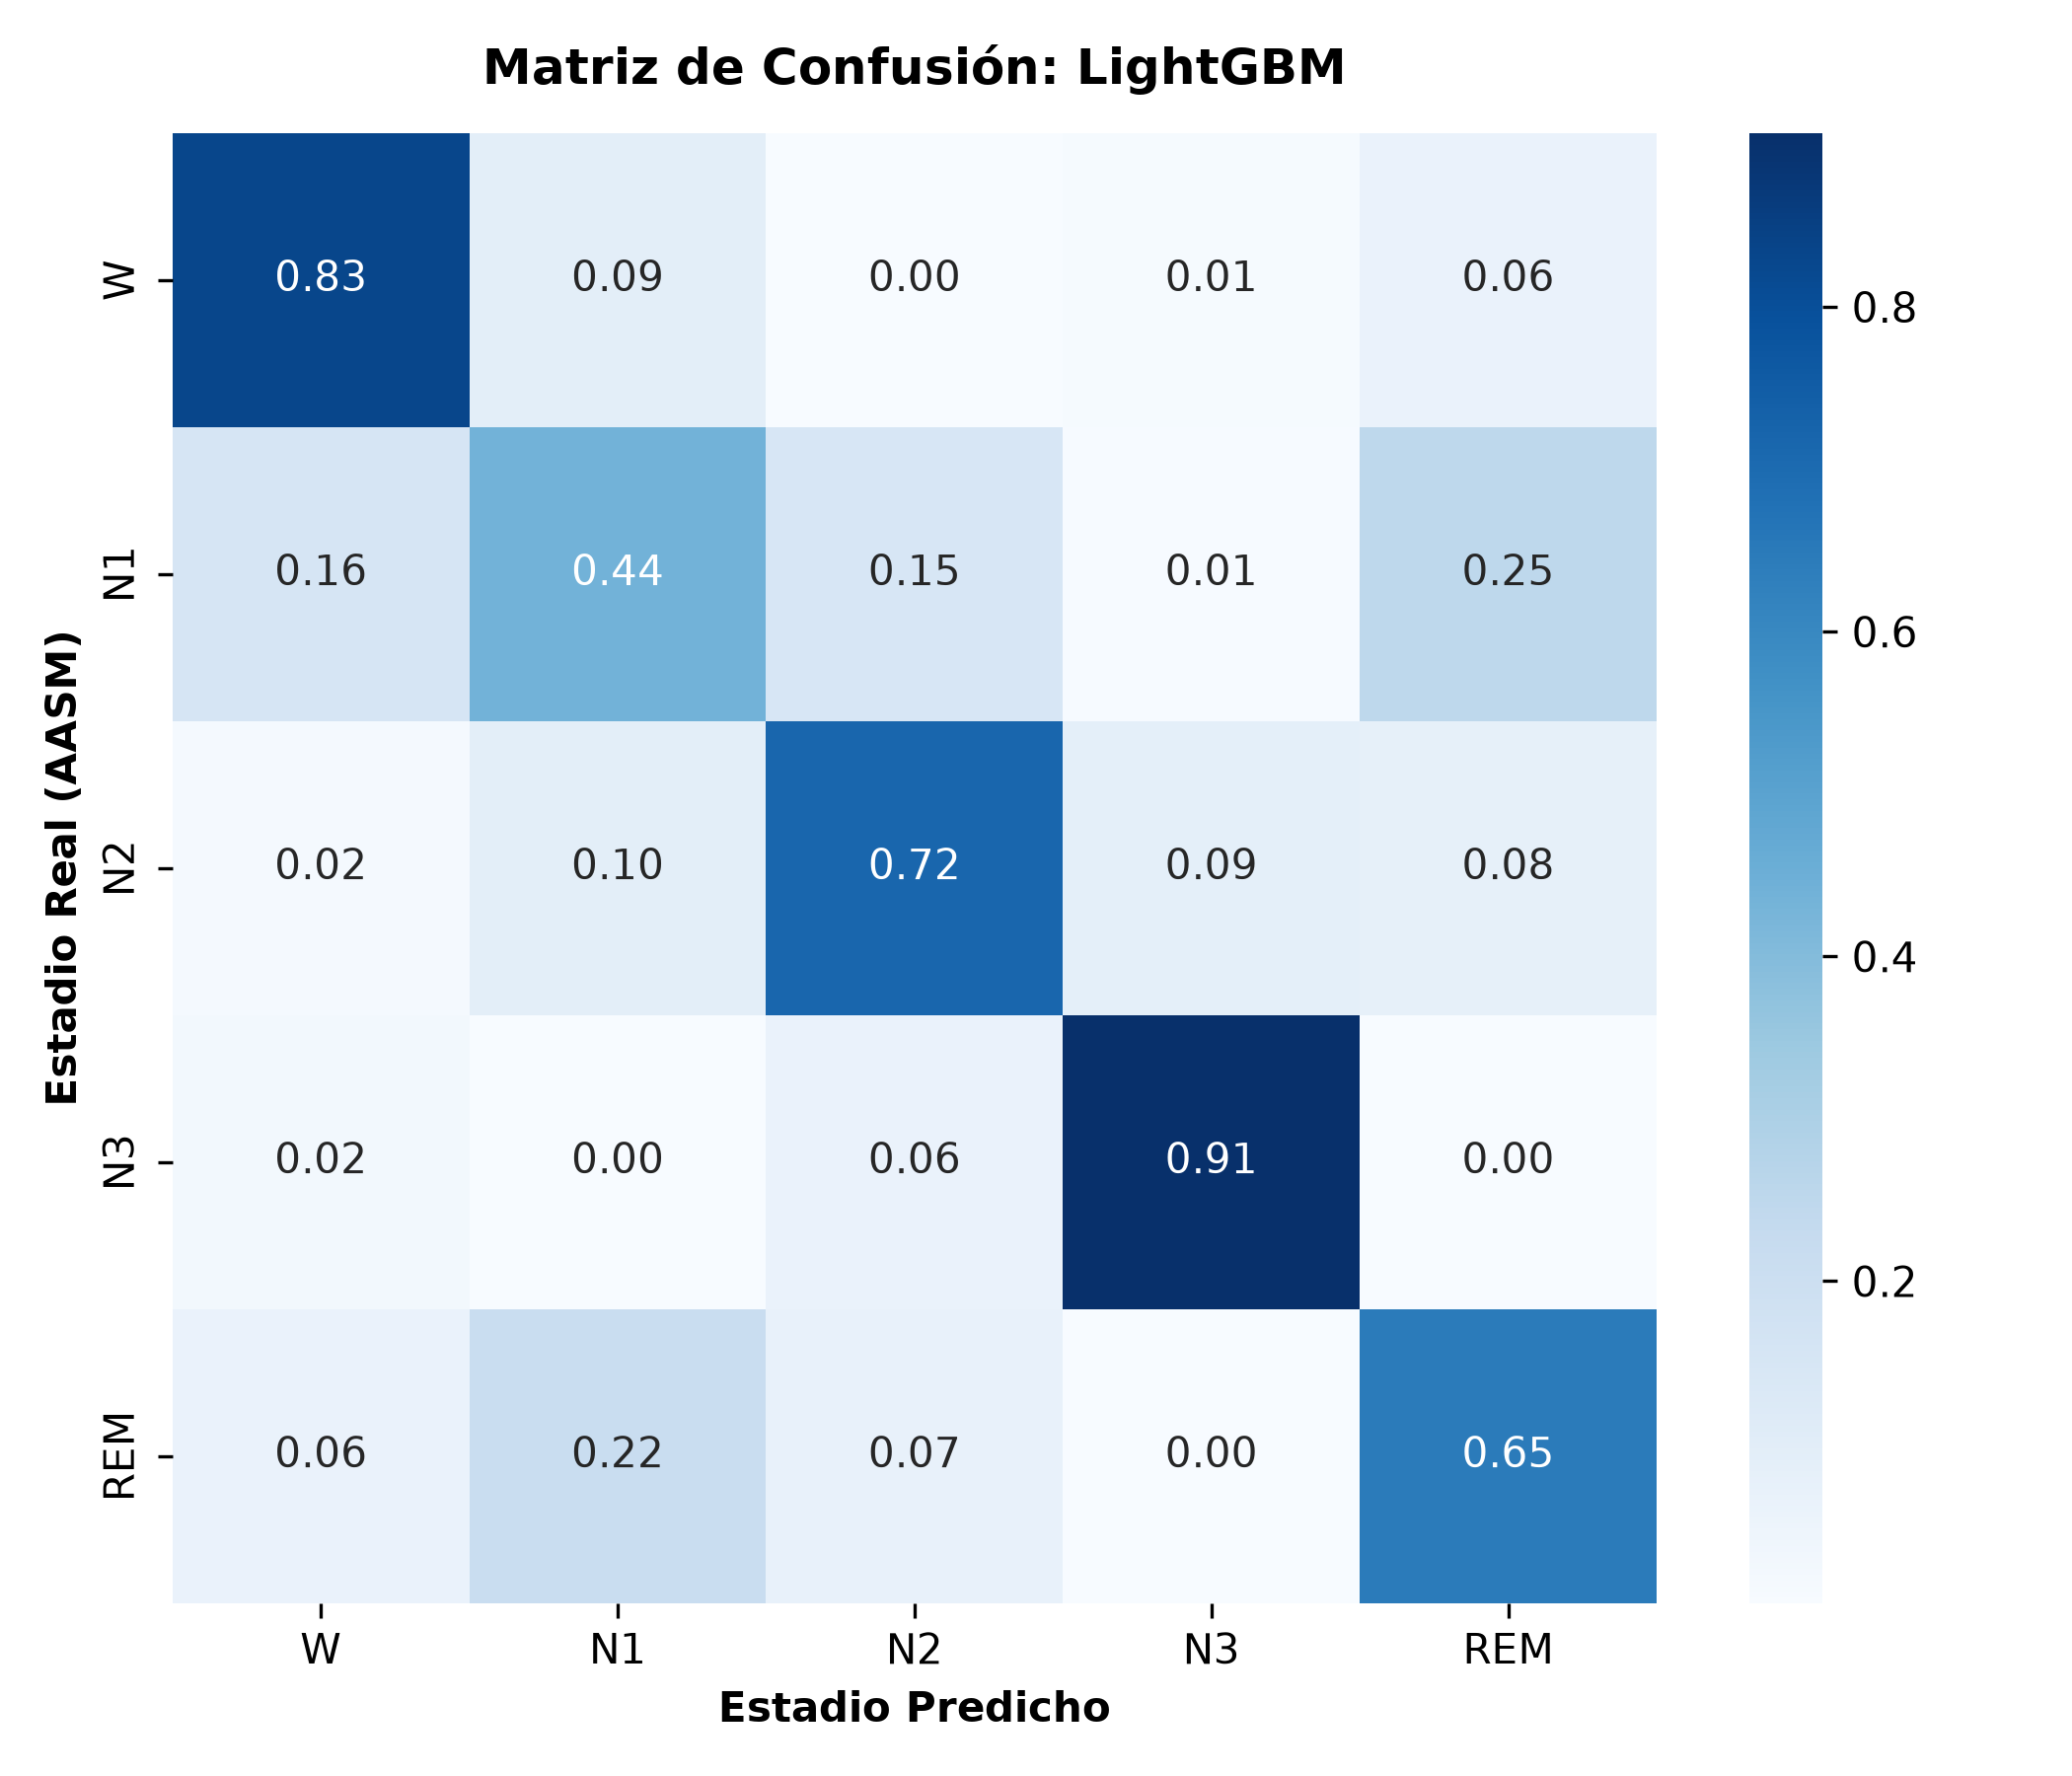 Matriz de Confusión: LightGBM
W 0.83 0.09 0.00 0.01 0.06
N1 0.16 0.44 0.15 0.01 0.25
N2 0.02 0.10 0.72 0.09 0.08
N3 0.02 0.00 0.06 0.91 0.00
REM 0.06 0.22 0.07 0.00 0.65
W N1 N2 N3 REM
Estadio Predicho
Estadio Real (AASM)
0.8
0.6
0.4
0.2